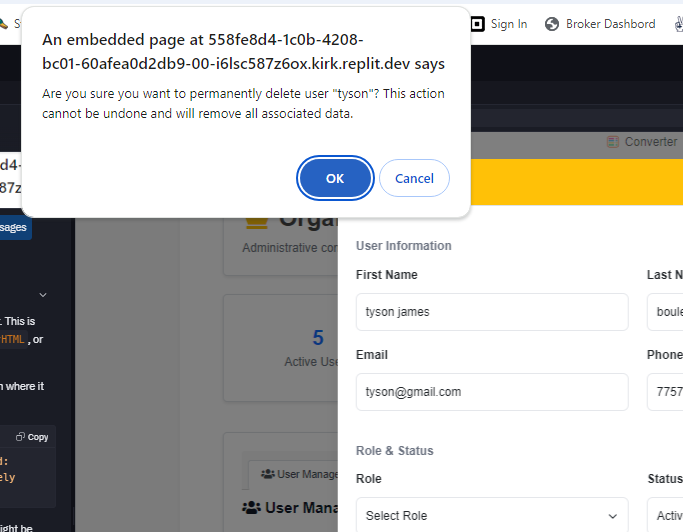 Sign In
Broker Dashbord
An embedded page at 558fe8d4-1c0b-4208-
bc01-60afea0d2db9-00-i6lsc587z6ox.kirk.replit.dev says
Are you sure you want to permanently delete user "tyson"? This action
cannot be undone and will remove all associated data.
OK
Cancel
Converter
d4-
87z
sages
Administrative con
User Information
First Name
Last N
tyson james
boule
Email
Phone
tyson@gmail.com
7757
5
Active Use
. This is
HTML, or
n where it
Copy
d:
ely
ight be
User Manage
User Mana
Role & Status
Role
Status
Select Role
Activ